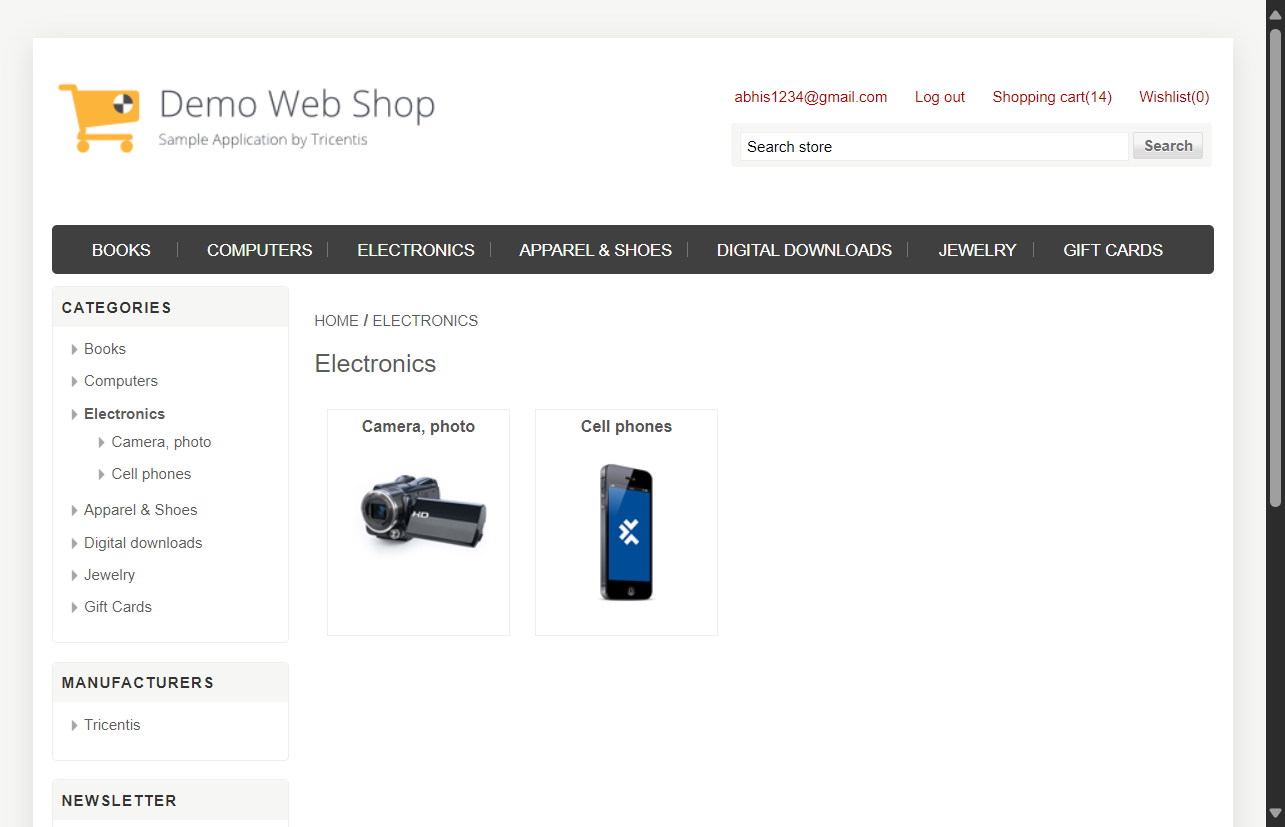 Demo Web Shop
Sample Application by Tricentis
abhis1234@gmail.com Log out Shopping cart(14) Wishlist(0)
Search store Search
BOOKS COMPUTERS ELECTRONICS APPAREL & SHOES DIGITAL DOWNLOADS JEWELRY GIFT CARDS
CATEGORIES
Books
Computers
Electronics
Camera, photo
Cell phones
Apparel & Shoes
Digital downloads
Jewelry
Gift Cards
MANUFACTURERS
Tricentis
NEWSLETTER
HOME / ELECTRONICS
Electronics
Camera, photo
HD
Cell phones